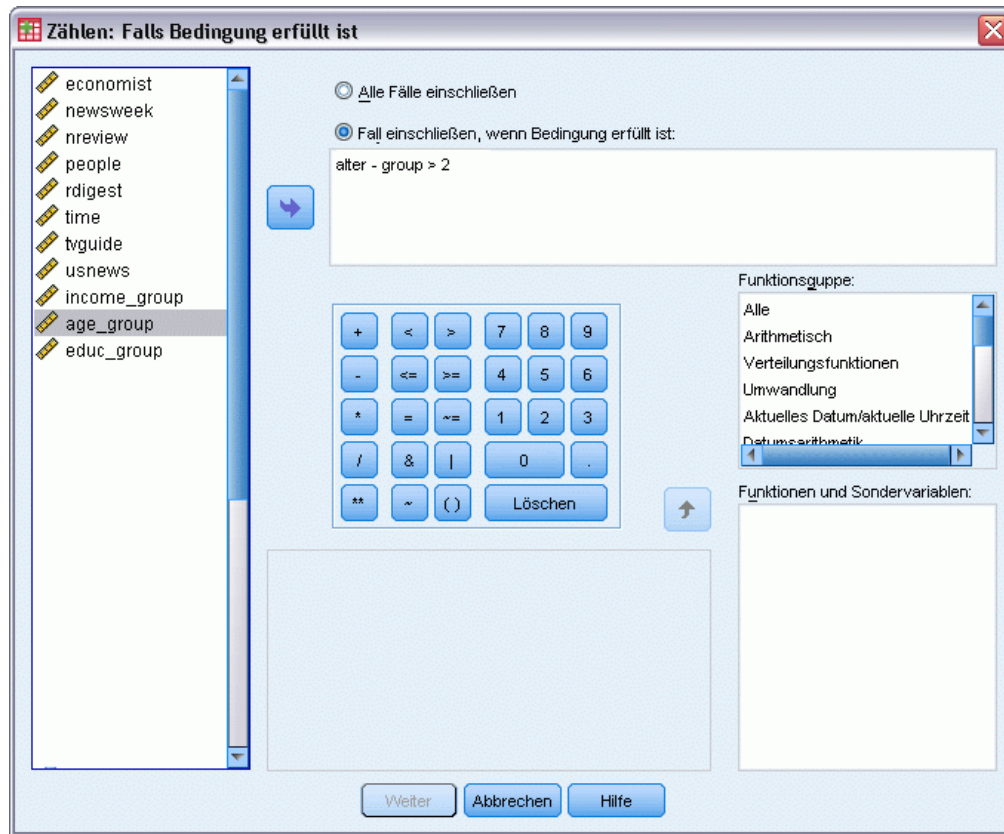 Zählen: Falls Bedingung erfüllt ist
economist
newsweek
nreview
people
rdigest
time
tvguide
usnews
income_group
age_group
educ_group
Alle Fälle einschließen
Fall einschließen, wenn Bedingung erfüllt ist:
alter - group > 2
+ < > 7 8 9
- <= >= 4 5 6
* = ~= 1 2 3
/ & | 0 .
** ~ ( ) Löschen
Funktionsgruppe:
Alle
Arithmetisch
Verteilungsfunktionen
Umwandlung
Aktuelles Datum/aktuelle Uhrzeit
Datumsarithmetik
Funktionen und Sondervariablen:
Weiter Abbrechen Hilfe